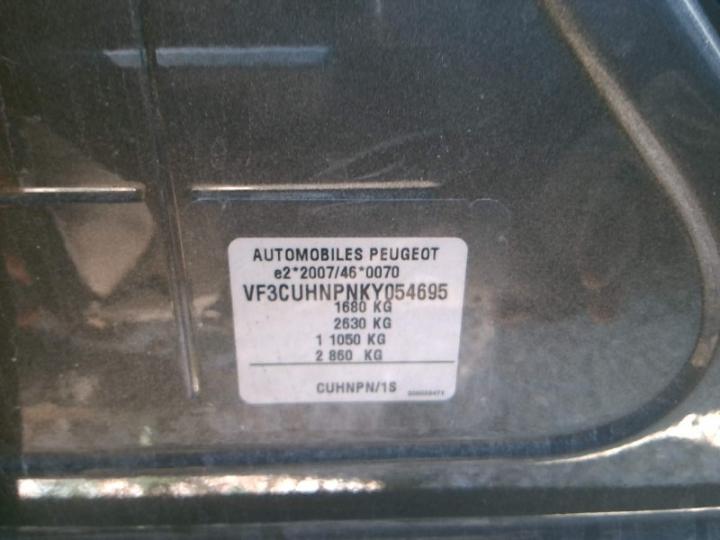 AUTOMOBILES PEUGEOT
e2*2007/46*0070
VF3CUHNPNKY054695
1680 KG
2630 KG
1 1050 KG
2 860 KG
CUHNPN/1S